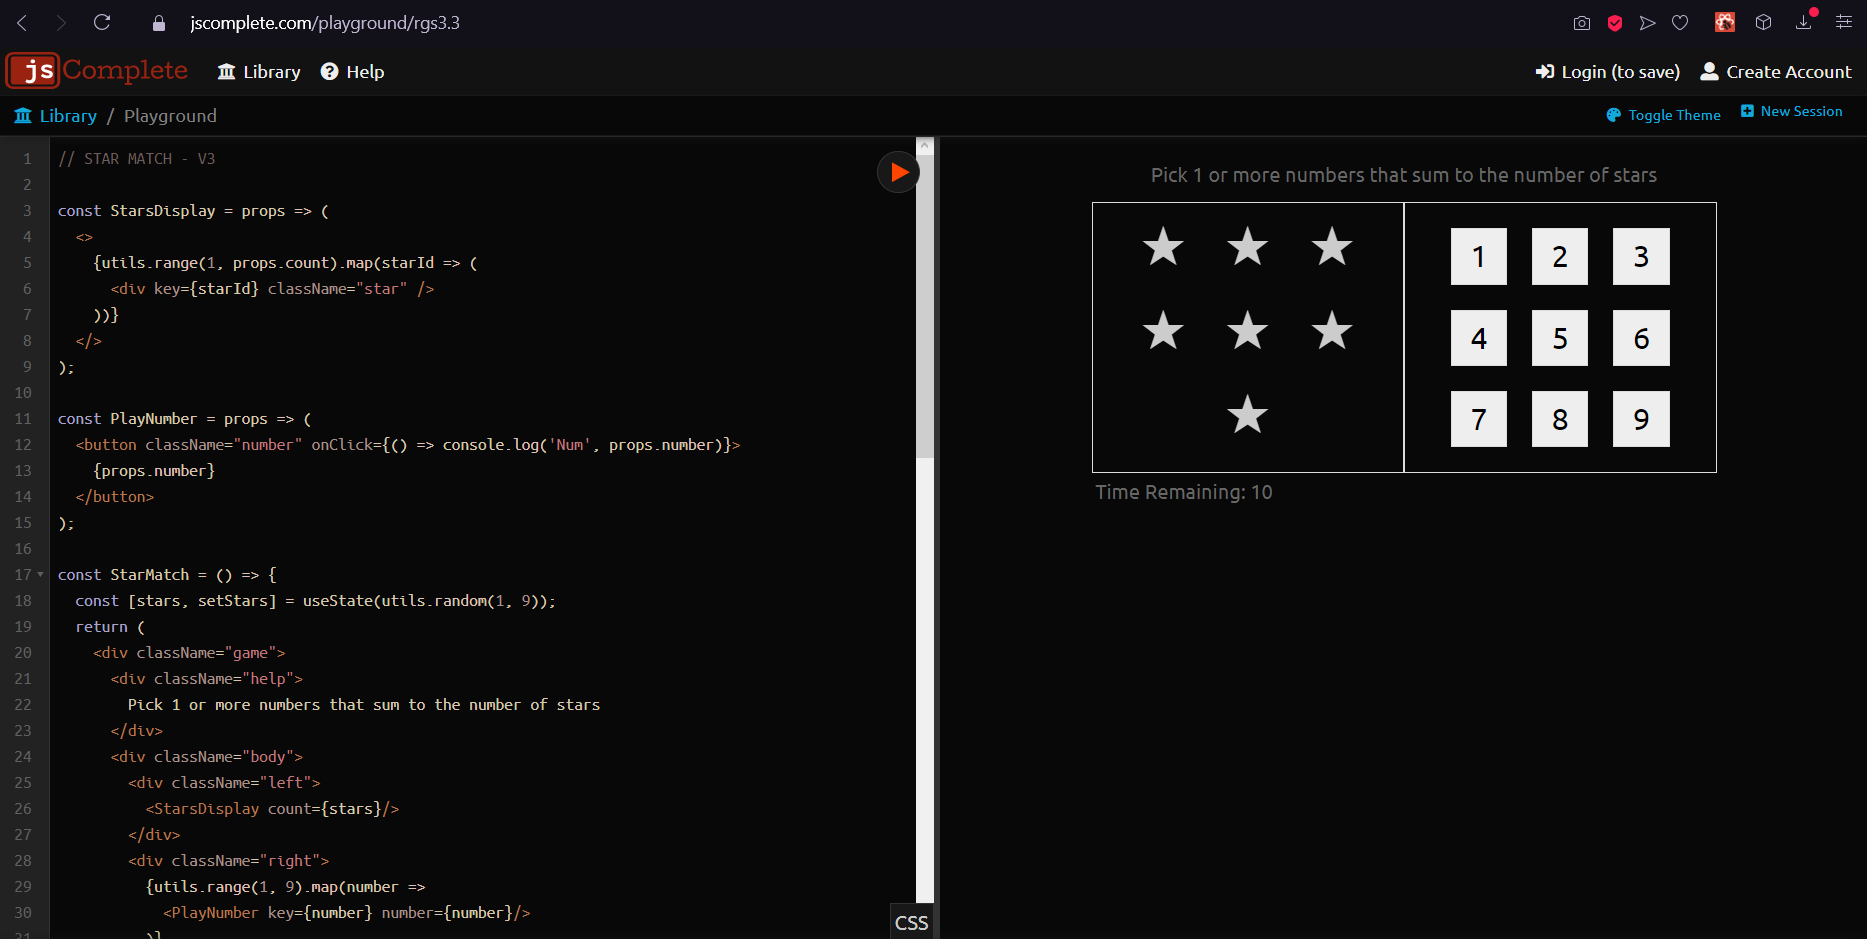 jscomplete.com/playground/rgs3.3
jsComplete Library Help Login (to save) Create Account
Library / Playground Toggle Theme New Session
1 // STAR MATCH - V3
2
3 const StarsDisplay = props => (
4 <>
5 {utils.range(1, props.count).map(starId => (
6 <div key={starId} className="star" />
7 ))}
8 </>
9 );
10
11 const PlayNumber = props => (
12 <button className="number" onClick={() => console.log('Num', props.number)}>
13 {props.number}
14 </button>
15 );
16
17 const StarMatch = () => {
18 const [stars, setStars] = useState(utils.random(1, 9));
19 return (
20 <div className="game">
21 <div className="help">
22 Pick 1 or more numbers that sum to the number of stars
23 </div>
24 <div className="body">
25 <div className="left">
26 <StarsDisplay count={stars}/>
27 </div>
28 <div className="right">
29 {utils.range(1, 9).map(number =>
30 <PlayNumber key={number} number={number}/>
31 )}
CSS
Pick 1 or more numbers that sum to the number of stars
1 2 3
4 5 6
7 8 9
Time Remaining: 10